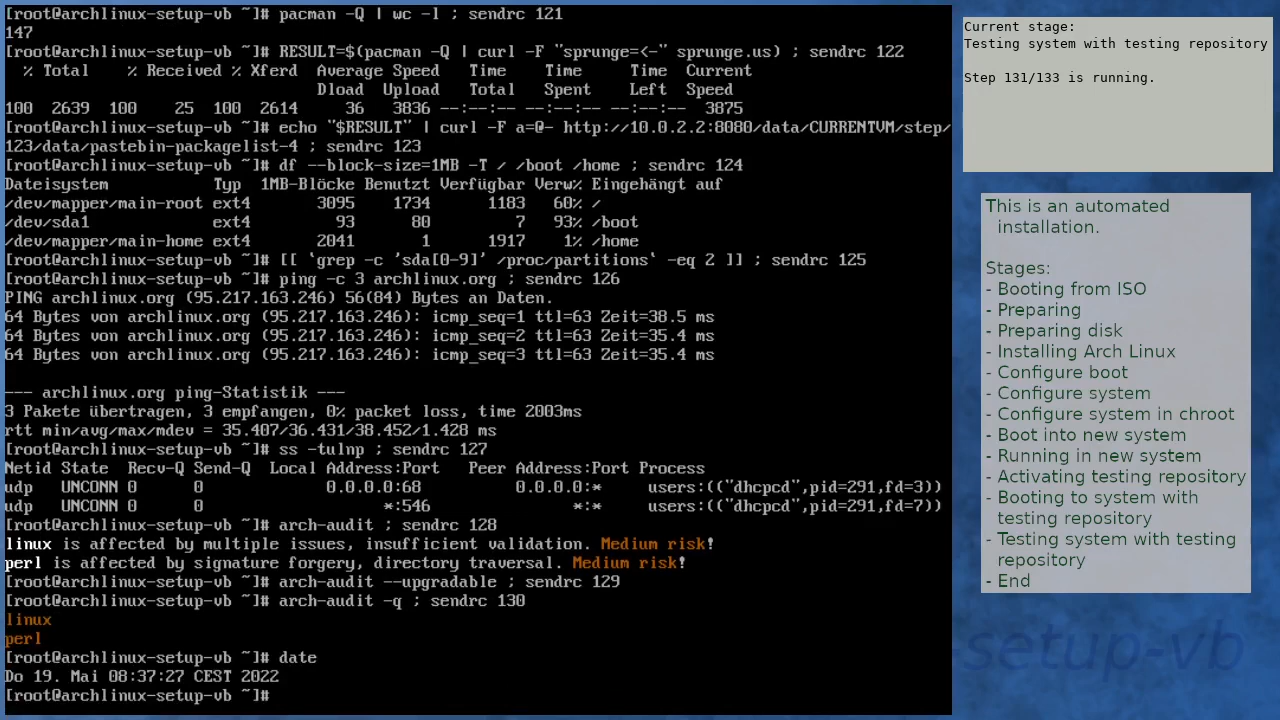 [root@archlinux-setup-vb ~]# pacman -Q | wc -l ; sendrc 121
147
[root@archlinux-setup-vb ~]# RESULT=$(pacman -Q | curl -F "sprunge=<-" sprunge.us) ; sendrc 122
  % Total    % Received % Xferd  Average Speed   Time    Time     Time  Current
                                 Dload  Upload   Total   Spent    Left  Speed
100  2639  100    25  100  2614     36   3836 --:--:-- --:--:-- --:--:--  3875
[root@archlinux-setup-vb ~]# echo "$RESULT" | curl -F a=@- http://10.0.2.2:8080/data/CURRENTVM/step/
123/data/pastebin-packagelist-4 ; sendrc 123
[root@archlinux-setup-vb ~]# df --block-size=1MB -T / /boot /home ; sendrc 124
Dateisystem           Typ  1MB-Blöcke Benutzt Verfügbar Verw% Eingehängt auf
/dev/mapper/main-root ext4       3095    1734      1183   60% /
/dev/sda1             ext4         93      80         7   93% /boot
/dev/mapper/main-home ext4       2041       1      1917    1% /home
[root@archlinux-setup-vb ~]# [[ `grep -c 'sda[0-9]' /proc/partitions` -eq 2 ]] ; sendrc 125
[root@archlinux-setup-vb ~]# ping -c 3 archlinux.org ; sendrc 126
PING archlinux.org (95.217.163.246) 56(84) Bytes an Daten.
64 Bytes von archlinux.org (95.217.163.246): icmp_seq=1 ttl=63 Zeit=38.5 ms
64 Bytes von archlinux.org (95.217.163.246): icmp_seq=2 ttl=63 Zeit=35.4 ms
64 Bytes von archlinux.org (95.217.163.246): icmp_seq=3 ttl=63 Zeit=35.4 ms
--- archlinux.org ping-Statistik ---
3 Pakete übertragen, 3 empfangen, 0% packet loss, time 2003ms
rtt min/avg/max/mdev = 35.407/36.431/38.452/1.428 ms
[root@archlinux-setup-vb ~]# ss -tulnp ; sendrc 127
Netid State  Recv-Q Send-Q  Local Address:Port   Peer Address:Port Process
udp   UNCONN 0      0             0.0.0.0:68          0.0.0.0:*     users:(("dhcpcd",pid=291,fd=3))
udp   UNCONN 0      0                   *:546               *:*     users:(("dhcpcd",pid=291,fd=7))
[root@archlinux-setup-vb ~]# arch-audit ; sendrc 128
linux is affected by multiple issues, insufficient validation. Medium risk!
perl is affected by signature forgery, directory traversal. Medium risk!
[root@archlinux-setup-vb ~]# arch-audit --upgradable ; sendrc 129
[root@archlinux-setup-vb ~]# arch-audit -q ; sendrc 130
linux
perl
[root@archlinux-setup-vb ~]# date
Do 19. Mai 08:37:27 CEST 2022
[root@archlinux-setup-vb ~]#
Current stage:
Testing system with testing repository
Step 131/133 is running.
This is an automated
installation.
Stages:
- Booting from ISO
- Preparing
- Preparing disk
- Installing Arch Linux
- Configure boot
- Configure system
- Configure system in chroot
- Boot into new system
- Running in new system
- Activating testing repository
- Booting to system with
testing repository
- Testing system with testing
repository
- End
-setup-vb